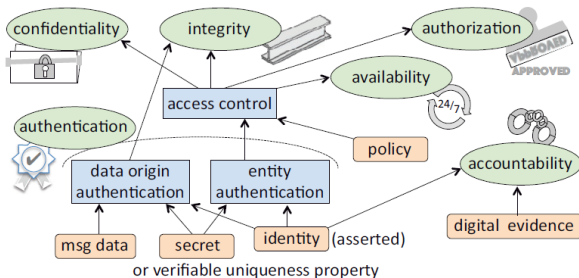 confidentiality
integrity
authorization
APPROVED
availability
24/7
access control
authentication
policy
accountability
data origin
authentication
entity
authentication
msg data
secret
identity (asserted)
digital evidence
or verifiable uniqueness property